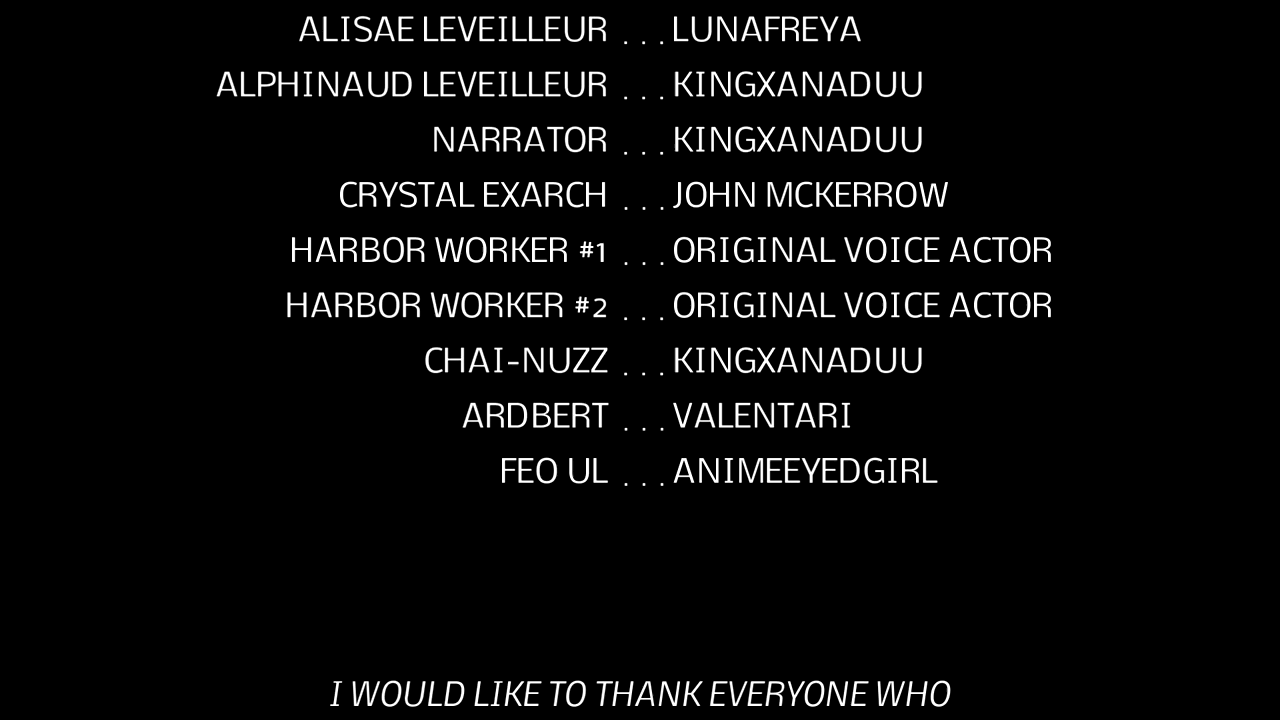 ALISAE LEVEILLEUR . . . LUNAFREYA
ALPHINAUD LEVEILLEUR . . . KINGXANADUU
NARRATOR . . . KINGXANADUU
CRYSTAL EXARCH . . . JOHN MCKERROW
HARBOR WORKER #1 . . . ORIGINAL VOICE ACTOR
HARBOR WORKER #2 . . . ORIGINAL VOICE ACTOR
CHAI-NUZZ . . . KINGXANADUU
ARDBERT . . . VALENTARI
FEO UL . . . ANIMEEYEDGIRL
I WOULD LIKE TO THANK EVERYONE WHO